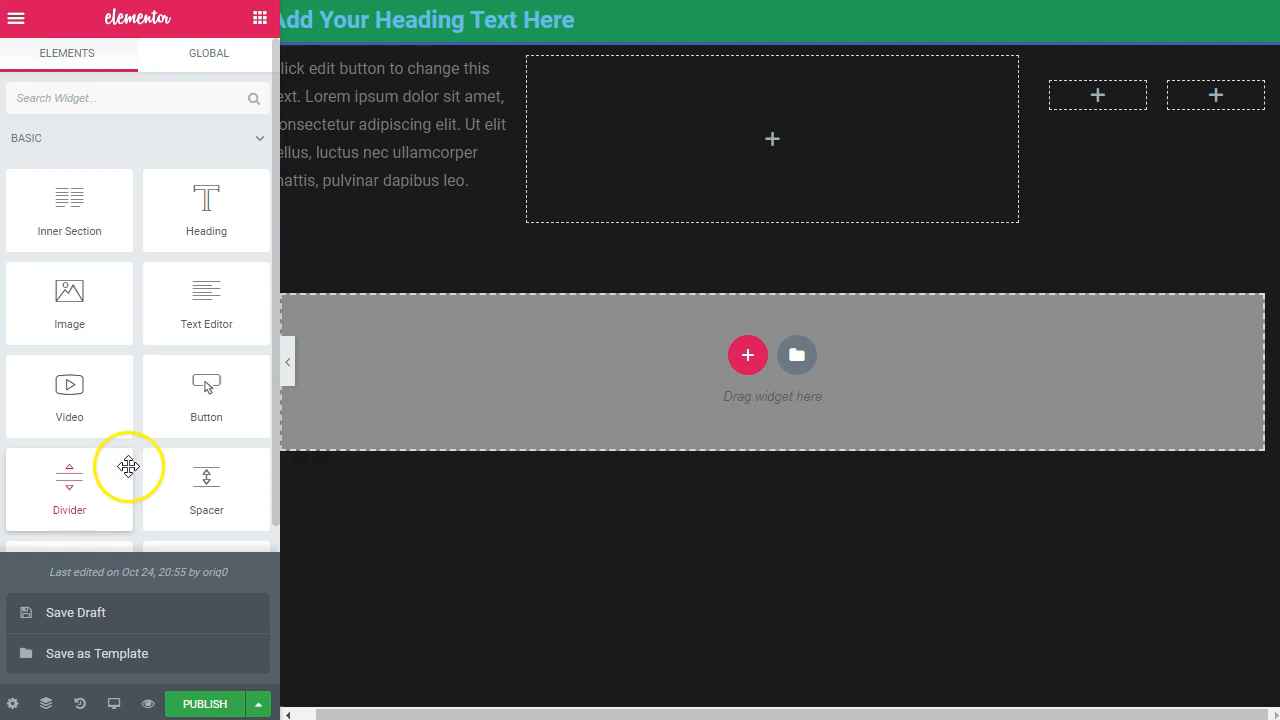 elementor
ELEMENTS
GLOBAL
Search Widget...
BASIC
Inner Section
Heading
Image
Text Editor
Video
Button
Divider
Spacer
Last edited on Oct 24, 20:55 by oriq0
Save Draft
Save as Template
PUBLISH
Add Your Heading Text Here
lick edit button to change this
ext. Lorem ipsum dolor sit amet,
onsectetur adipiscing elit. Ut elit
ellus, luctus nec ullamcorper
mattis, pulvinar dapibus leo.
Drag widget here